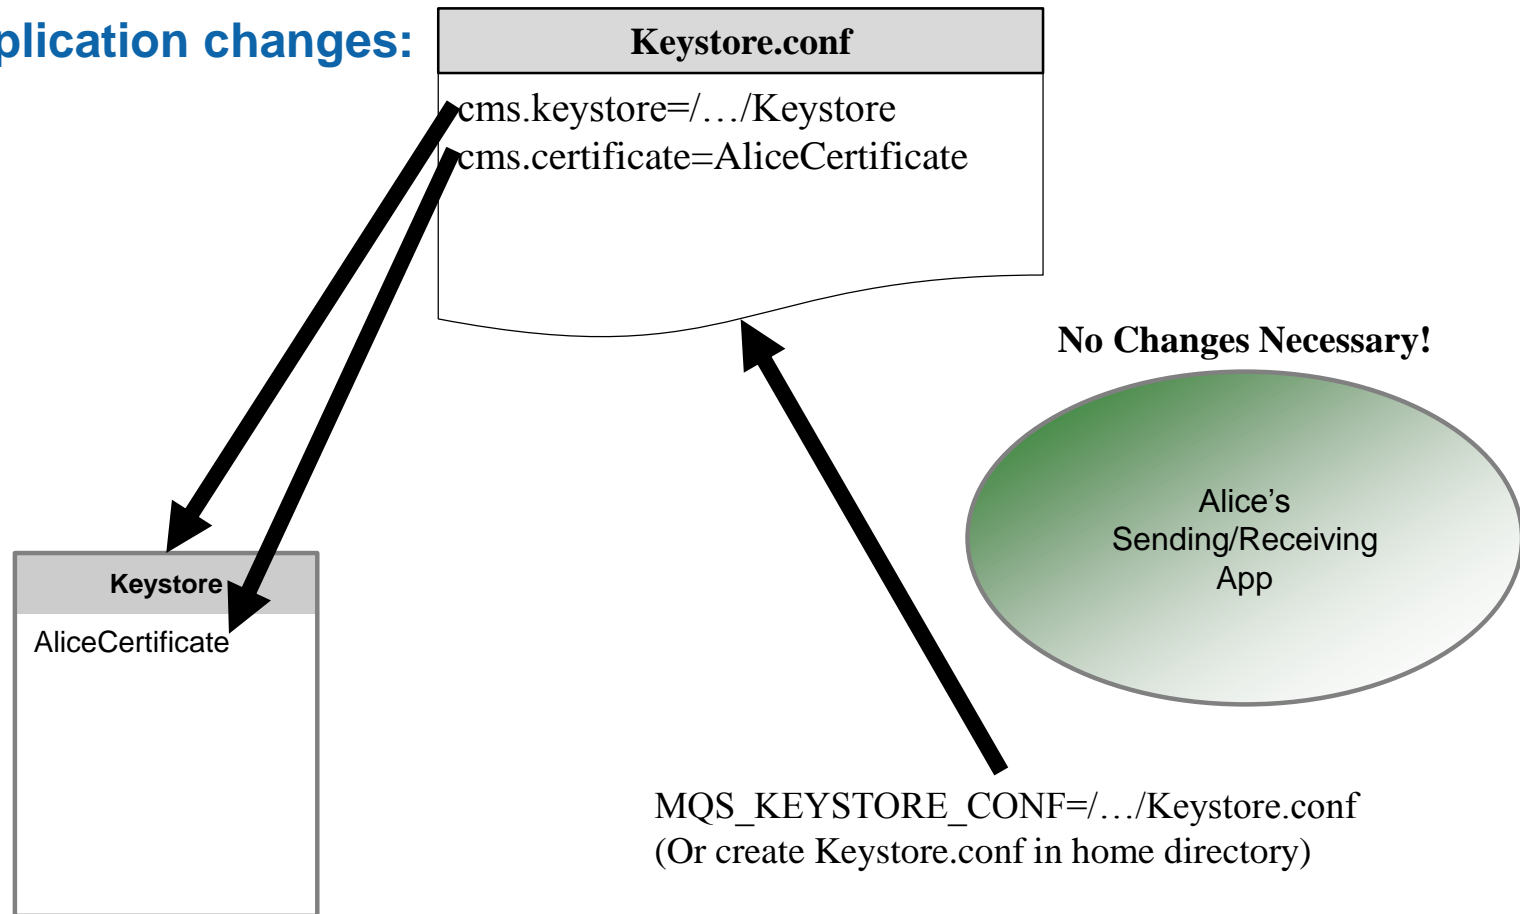 plication changes:
Keystore.conf
cms.keystore=/…/Keystore
cms.certificate=AliceCertificate
No Changes Necessary!
Alice’s
Sending/Receiving
App
Keystore
AliceCertificate
MQS_KEYSTORE_CONF=/…/Keystore.conf
(Or create Keystore.conf in home directory)